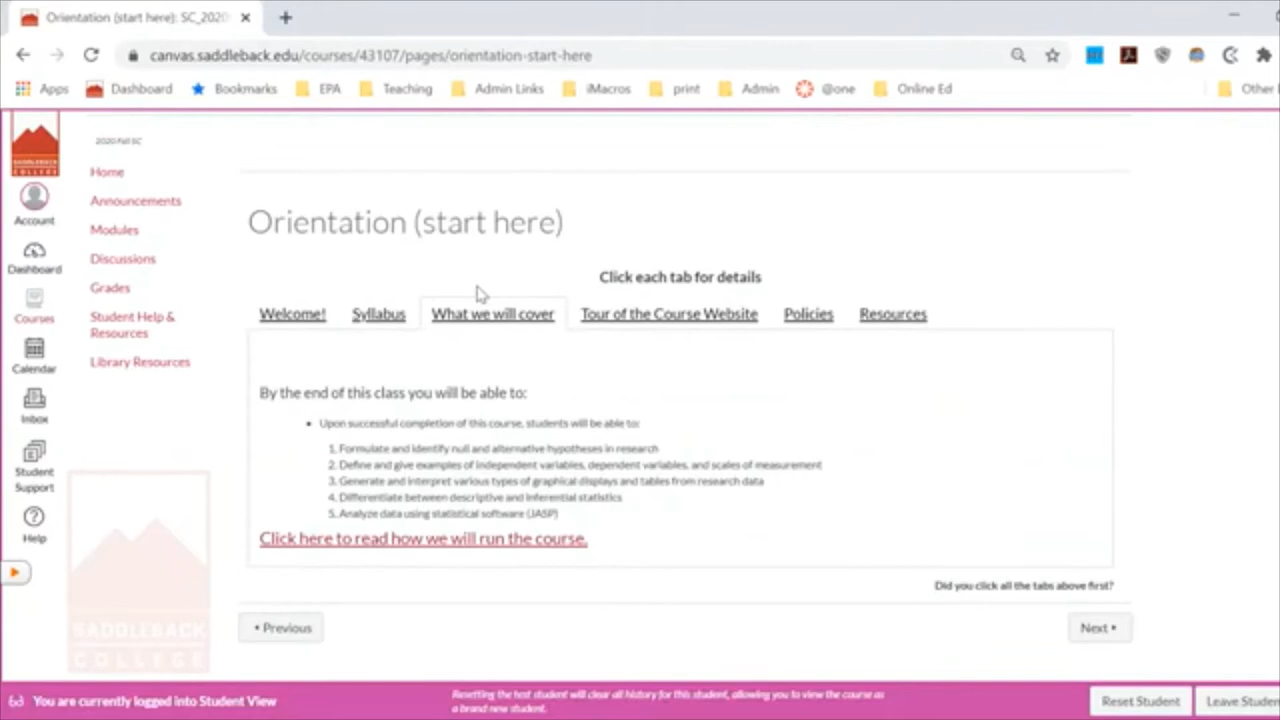 Orientation (start here): SC_2020
canvas.saddleback.edu/courses/43107/pages/orientation-start-here
Apps Dashboard Bookmarks EPA Teaching Admin Links iMacros print Admin @one Online Ed Other
SADDLEBACK
COLLEGE
Account
Dashboard
Courses
Calendar
Inbox
Student
Support
Help
2020 Fall SC
Home
Announcements
Modules
Discussions
Grades
Student Help &
Resources
Library Resources
Orientation (start here)
Click each tab for details
Welcome! Syllabus What we will cover Tour of the Course Website Policies Resources
By the end of this class you will be able to:
• Upon successful completion of this course, students will be able to:
1. Formulate and identify null and alternative hypotheses in research
2. Define and give examples of independent variables, dependent variables, and scales of measurement
3. Generate and interpret various types of graphical displays and tables from research data
4. Differentiate between descriptive and inferential statistics
5. Analyze data using statistical software (JASP)
Click here to read how we will run the course.
Did you click all the tabs above first?
Previous
Next
SADDLEBACK
COLLEGE
You are currently logged into Student View
Resetting the test student will clear all history for this student, allowing you to view the course as
a brand new student.
Reset Student
Leave Studen